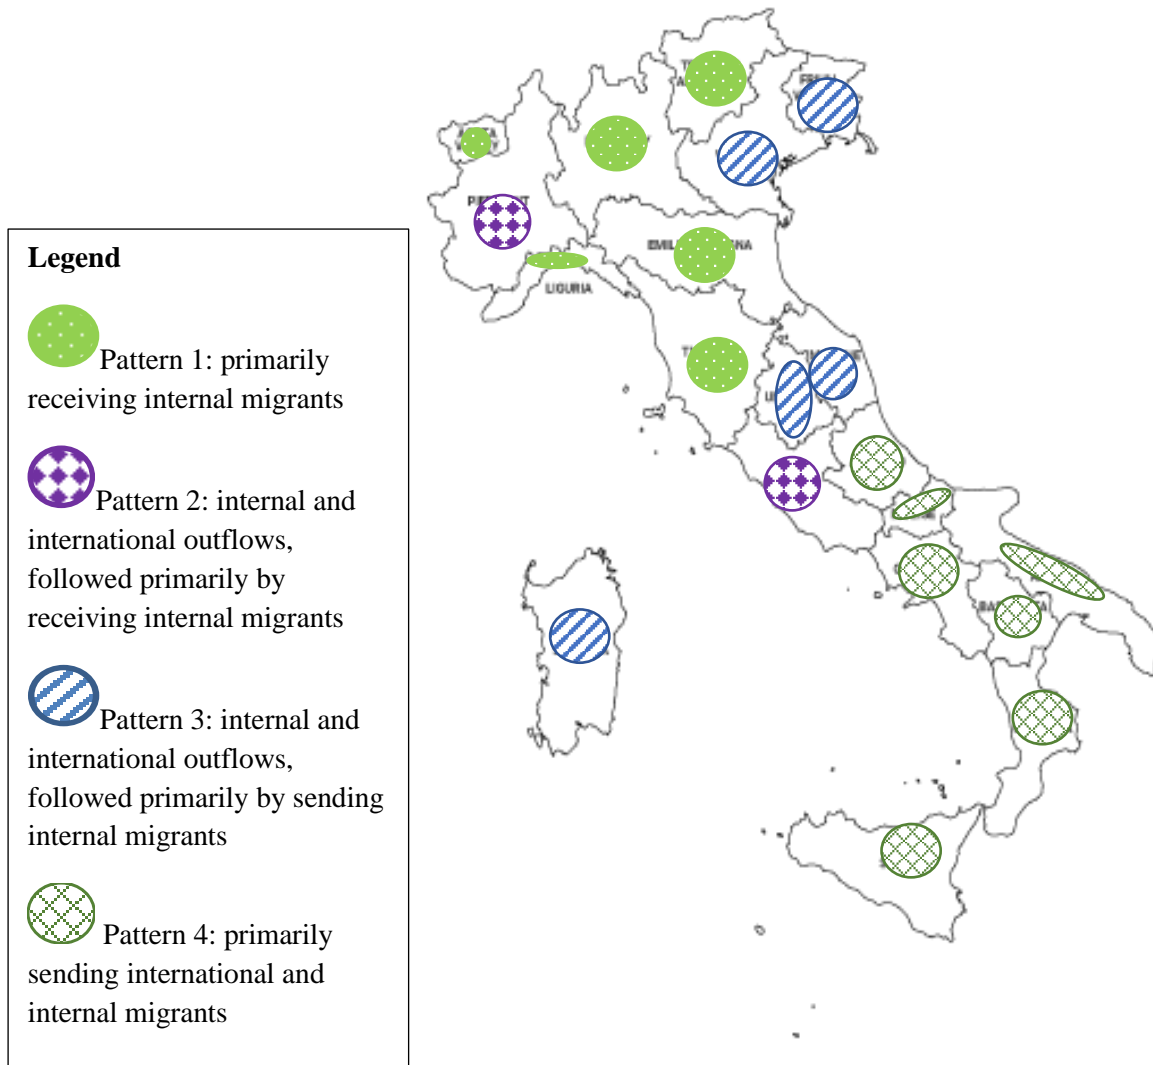 Legend
Pattern 1: primarily
receiving internal migrants
Pattern 2: internal and
international outflows,
followed primarily by
receiving internal migrants
Pattern 3: internal and
international outflows,
followed primarily by sending
internal migrants
Pattern 4: primarily
sending international and
internal migrants
LIGURIA